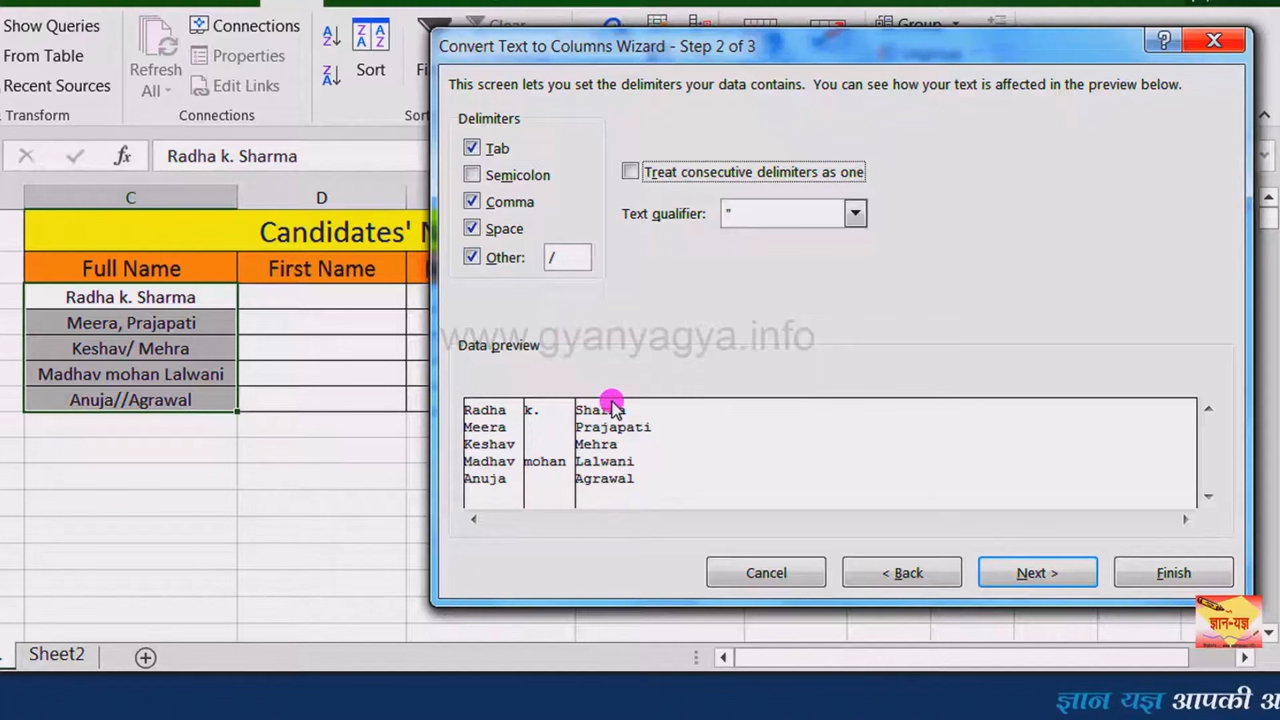 Show Queries
From Table
Recent Sources
Transform
Refresh
All
Connections
Properties
Edit Links
Connections
Sort
Clear
Group
Convert Text to Columns Wizard - Step 2 of 3
This screen lets you set the delimiters your data contains. You can see how your text is affected in the preview below.
Delimiters
Tab
Semicolon
Comma
Space
Other: /
Treat consecutive delimiters as one
Text qualifier: "
fx Radha k. Sharma
C D
Candidates'
Full Name First Name
Radha k. Sharma
Meera, Prajapati
Keshav/ Mehra
Madhav mohan Lalwani
Anuja//Agrawal
www.gyanyagya.info
Data preview
Radha k. Sharma
Meera Prajapati
Keshav Mehra
Madhav mohan Lalwani
Anuja Agrawal
Cancel < Back Next > Finish
Sheet2
ज्ञान-यज्ञ
ज्ञान यज्ञ आपकी अ